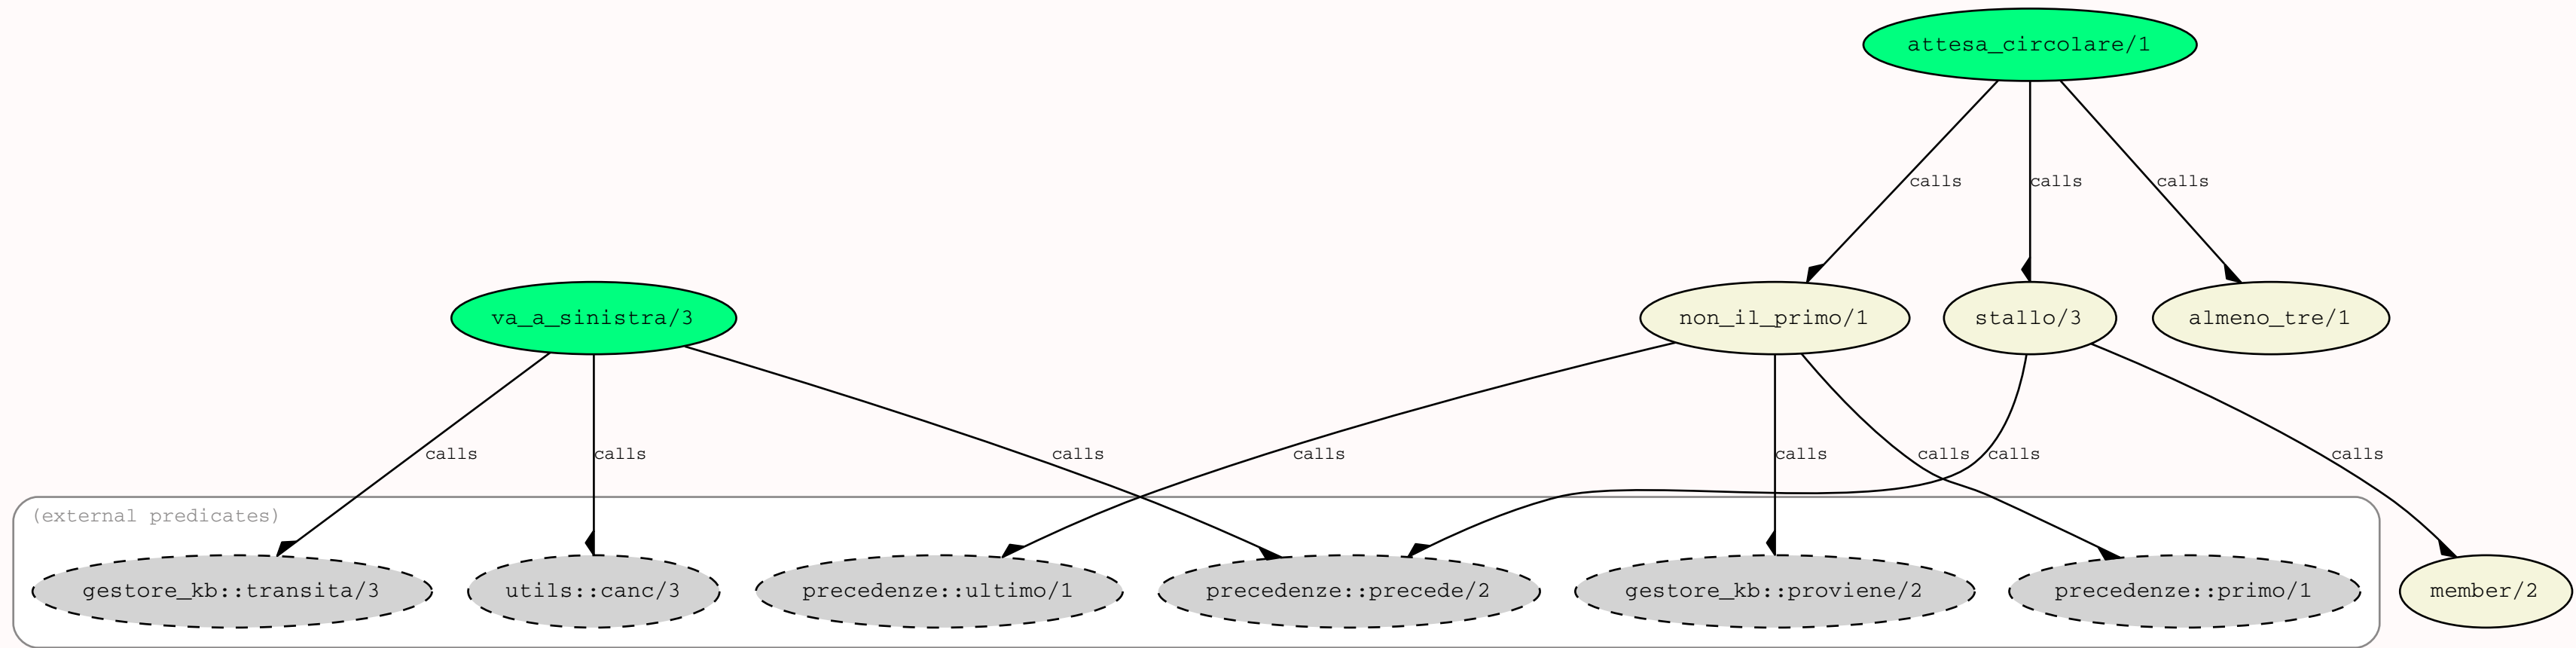 attesa_circolare/1
calls
calls
calls
va_a_sinistra/3
non_il_primo/1
stallo/3
almeno_tre/1
calls
calls
calls
calls
calls
calls
calls
calls
(external predicates)
gestore_kb::transita/3
utils::canc/3
precedenze::ultimo/1
precedenze::precede/2
gestore_kb::proviene/2
precedenze::primo/1
member/2